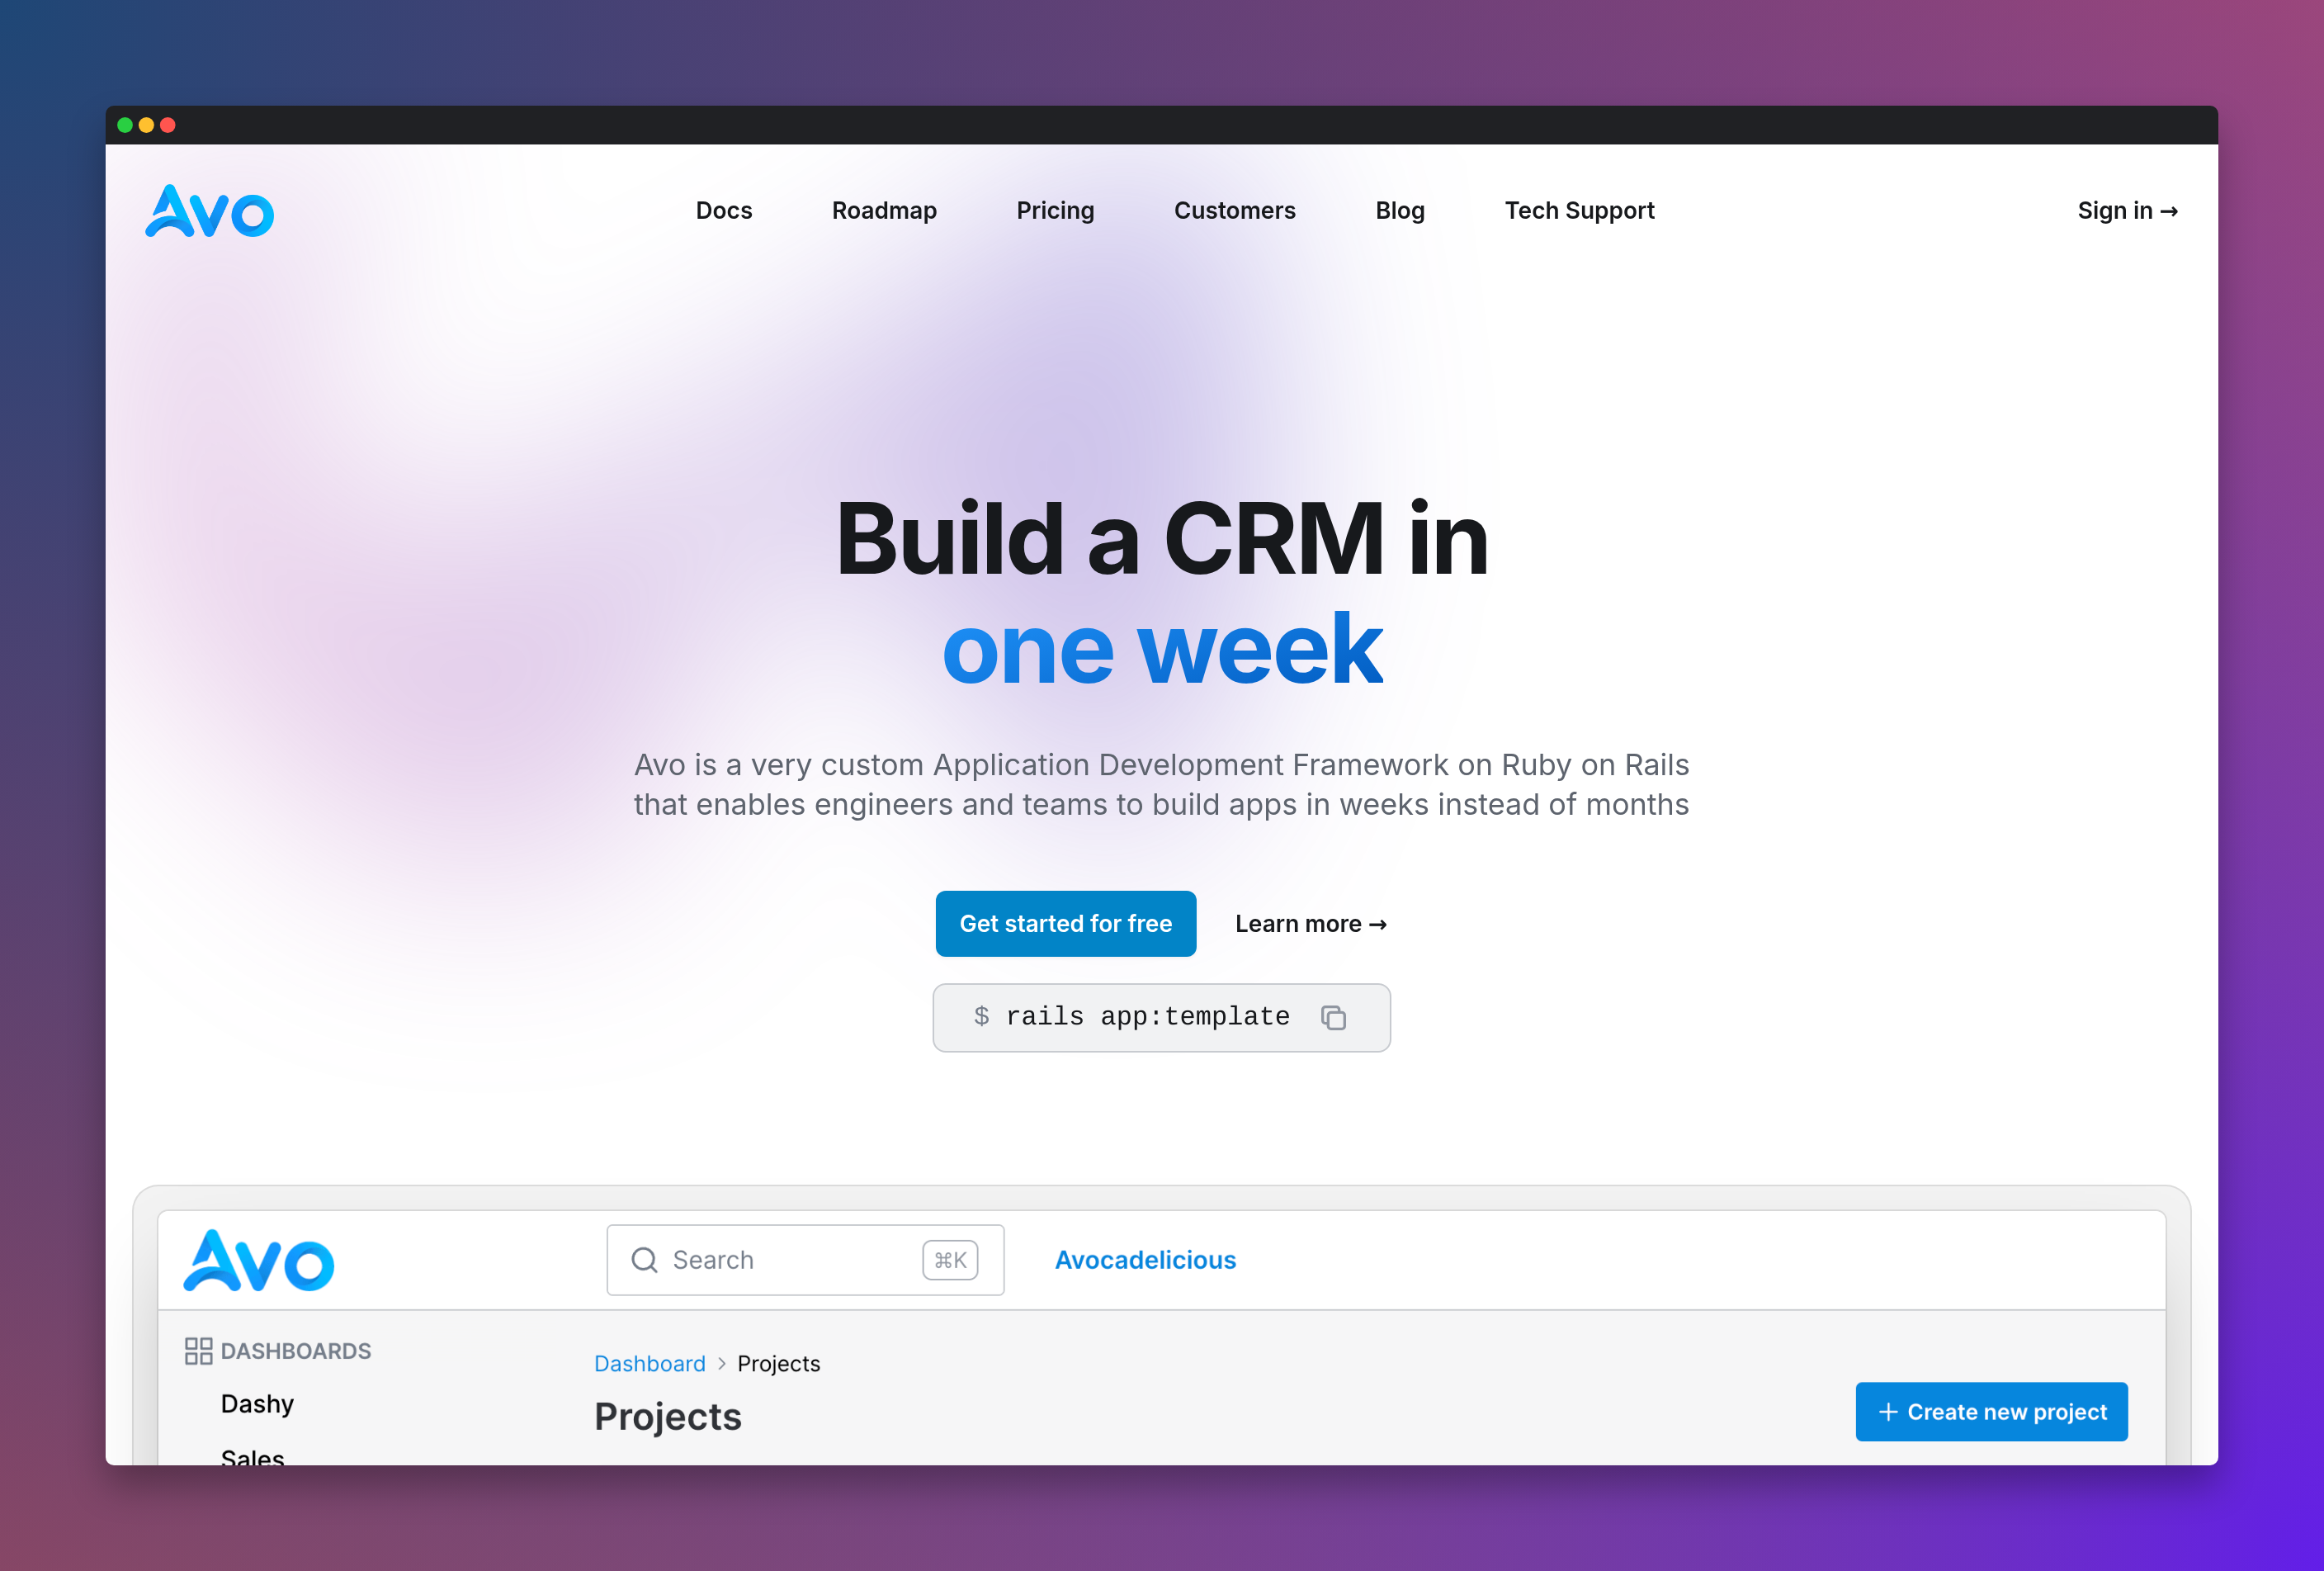 Avo
Docs Roadmap Pricing Customers Blog Tech Support Sign in →
Build a CRM in
one week
Avo is a very custom Application Development Framework on Ruby on Rails
that enables engineers and teams to build apps in weeks instead of months
Get started for free Learn more →
$ rails app:template
Avo Search ⌘K Avocadelicious
DASHBOARDS
Dashboard > Projects
Dashy
Projects
+ Create new project
Sales